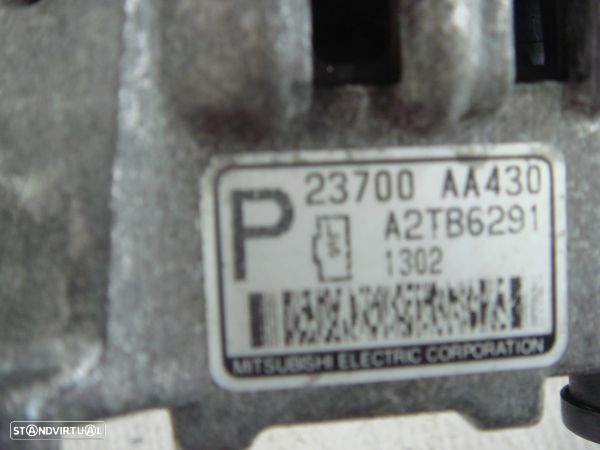 P
23700 AA430
A2TB6291
1302
MITSUBISHI ELECTRIC CORPORATION
STANDVIRTUAL